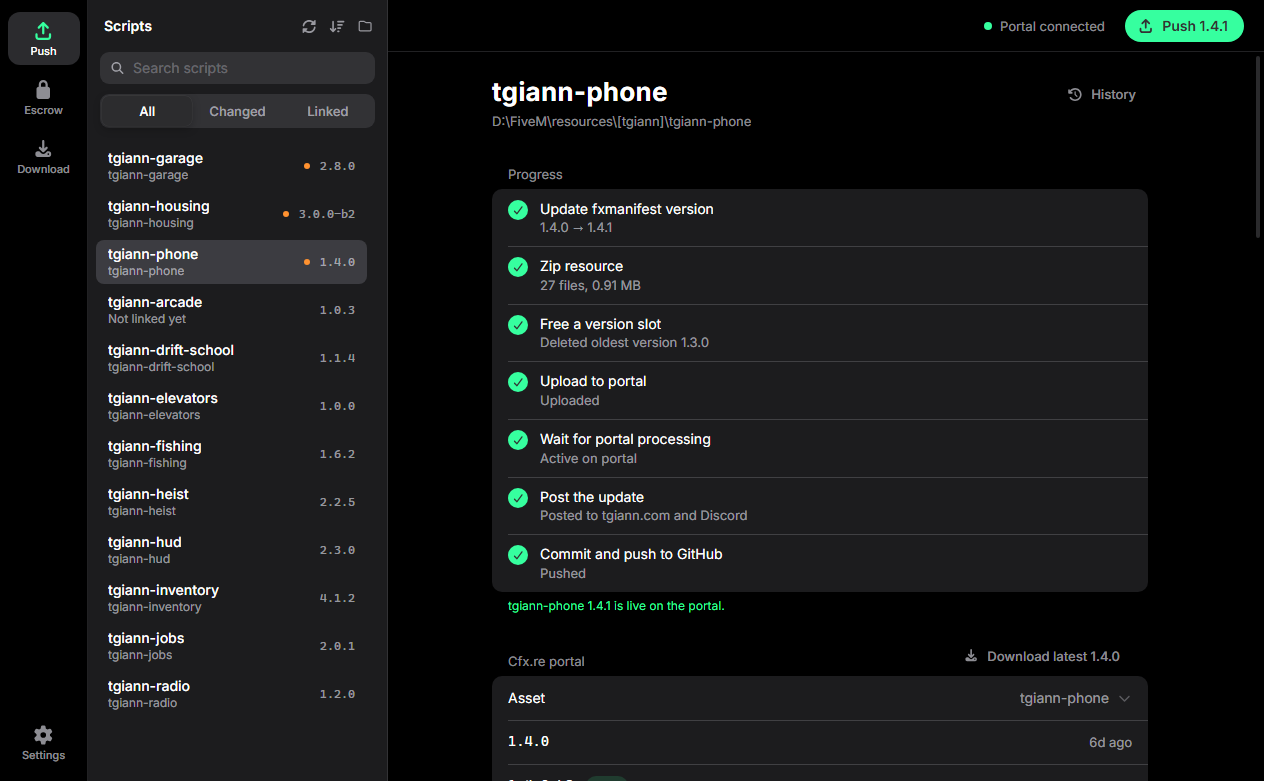 Push
Escrow
Download
Settings
Scripts
Search scripts
All Changed Linked
tgiann-garage
tgiann-garage
2.8.0
tgiann-housing
tgiann-housing
3.0.0-b2
tgiann-phone
tgiann-phone
1.4.0
tgiann-arcade
Not linked yet
1.0.3
tgiann-drift-school
tgiann-drift-school
1.1.4
tgiann-elevators
tgiann-elevators
1.0.0
tgiann-fishing
tgiann-fishing
1.6.2
tgiann-heist
tgiann-heist
2.2.5
tgiann-hud
tgiann-hud
2.3.0
tgiann-inventory
tgiann-inventory
4.1.2
tgiann-jobs
tgiann-jobs
2.0.1
tgiann-radio
tgiann-radio
1.2.0
Portal connected
Push 1.4.1
tgiann-phone
History
D:\FiveM\resources\[tgiann]\tgiann-phone
Progress
Update fxmanifest version
1.4.0 → 1.4.1
Zip resource
27 files, 0.91 MB
Free a version slot
Deleted oldest version 1.3.0
Upload to portal
Uploaded
Wait for portal processing
Active on portal
Post the update
Posted to tgiann.com and Discord
Commit and push to GitHub
Pushed
tgiann-phone 1.4.1 is live on the portal.
Cfx.re portal
Download latest 1.4.0
Asset
tgiann-phone
1.4.0
6d ago